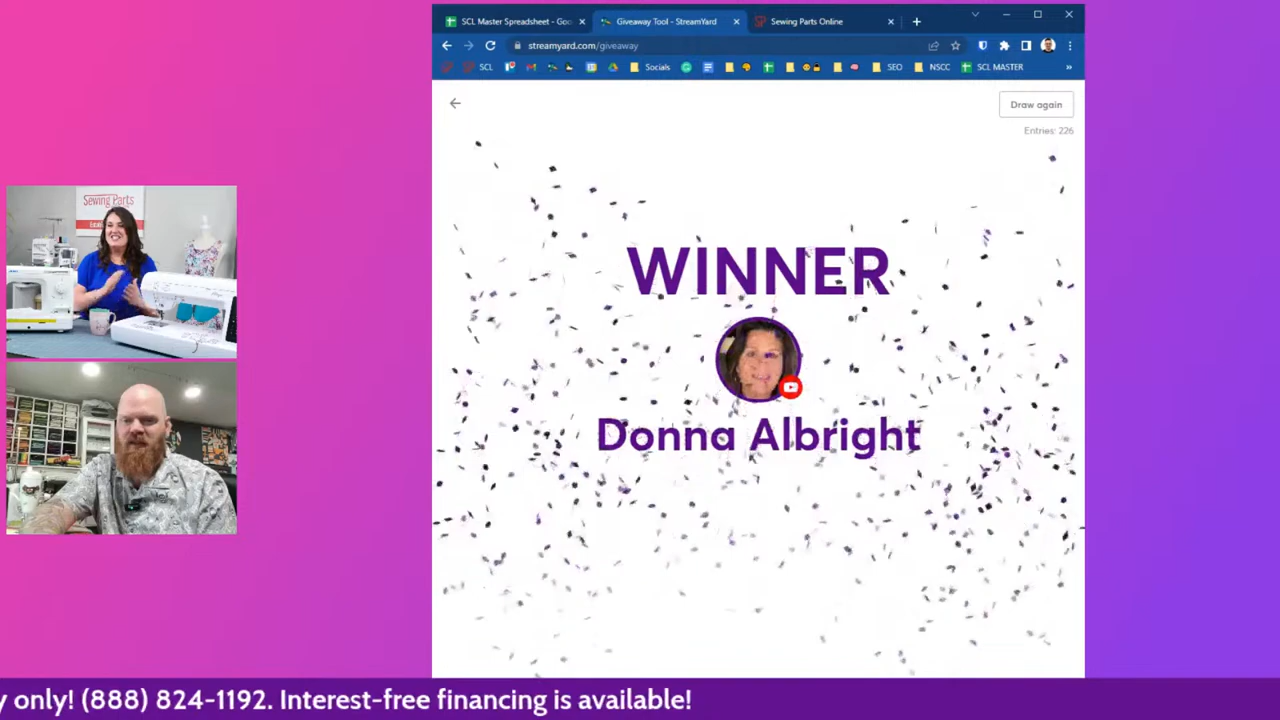 SCL Master Spreadsheet - Goo
Giveaway Tool - StreamYard
Sewing Parts Online
streamyard.com/giveaway
SCL
Socials
SEO
NSCC
SCL MASTER
»
Draw again
Entries: 226
Sewing Parts
WINNER
Donna Albright
y only! (888) 824-1192. Interest-free financing is available!